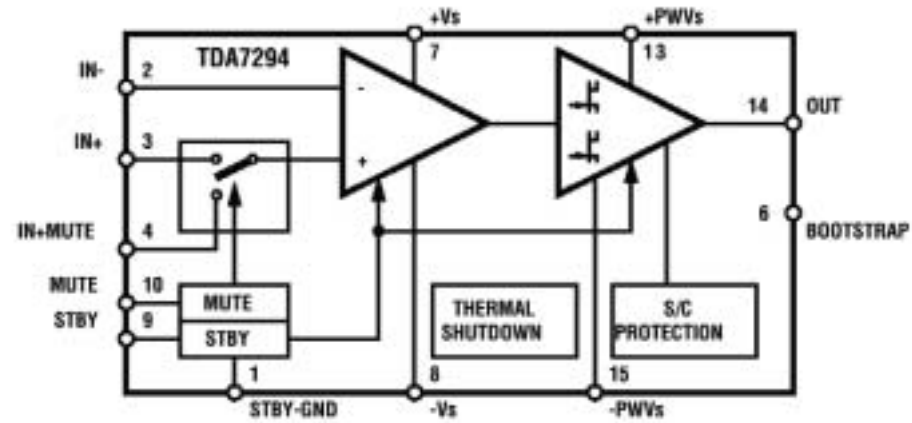 +Vs
+PWVs
TDA7294
7
13
IN-
2
-
14
OUT
IN+
3
+
IN+MUTE
4
6
BOOTSTRAP
MUTE
10
MUTE
STBY
9
STBY
THERMAL
SHUTDOWN
S/C
PROTECTION
1
8
15
STBY-GND
-Vs
-PWVs